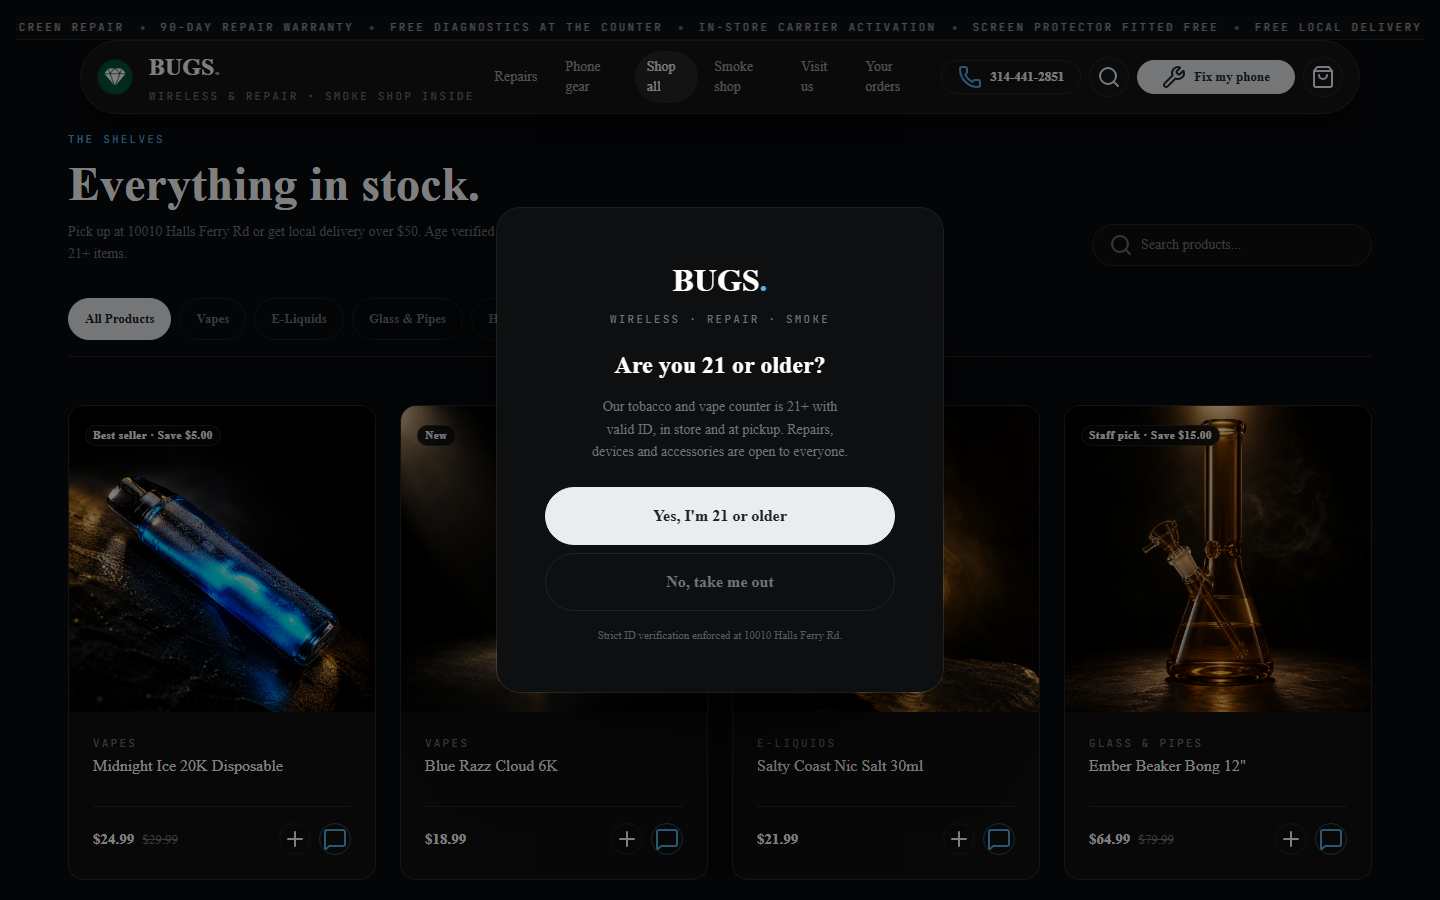 CREEN REPAIR • 90-DAY REPAIR WARRANTY • FREE DIAGNOSTICS AT THE COUNTER • IN-STORE CARRIER ACTIVATION • SCREEN PROTECTOR FITTED FREE • FREE LOCAL DELIVERY
BUGS.
WIRELESS & REPAIR • SMOKE SHOP INSIDE
Repairs
Phone
gear
Shop
all
Smoke
shop
Visit
us
Your
orders
314-441-2851
Fix my phone
THE SHELVES
Everything in stock.
Pick up at 10010 Halls Ferry Rd or get local delivery over $50. Age verified
21+ items.
Search products...
All Products
Vapes
E-Liquids
Glass & Pipes
H
BUGS.
WIRELESS · REPAIR · SMOKE
Are you 21 or older?
Our tobacco and vape counter is 21+ with
valid ID, in store and at pickup. Repairs,
devices and accessories are open to everyone.
Yes, I'm 21 or older
No, take me out
Strict ID verification enforced at 10010 Halls Ferry Rd.
Best seller · Save $5.00
New
Staff pick · Save $15.00
VAPES
Midnight Ice 20K Disposable
$24.99 $29.99
VAPES
Blue Razz Cloud 6K
$18.99
E-LIQUIDS
Salty Coast Nic Salt 30ml
$21.99
GLASS & PIPES
Ember Beaker Bong 12"
$64.99 $79.99